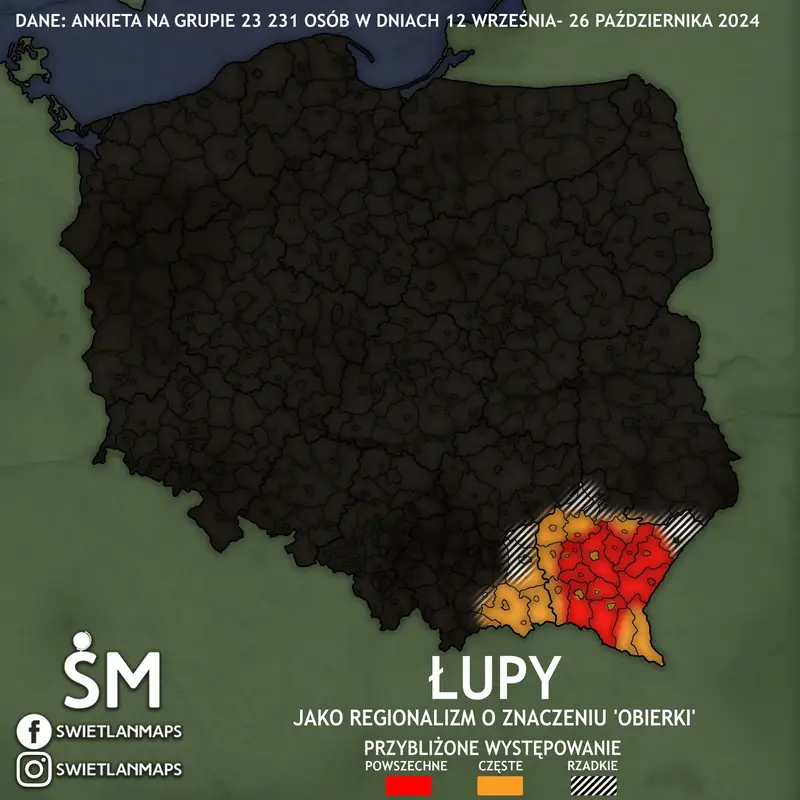 DANE: ANKIETA NA GRUPIE 23 231 OSÓB W DNIACH 12 WRZEŚNIA- 26 PAŹDZIERNIKA 2024
ŚM
SWIETLANMAPS
SWIETLANMAPS
ŁUPY
JAKO REGIONALIZM O ZNACZENIU 'OBIERKI'
PRZYBLIŻONE WYSTĘPOWANIE
POWSZECHNE CZĘSTE RZADKIE